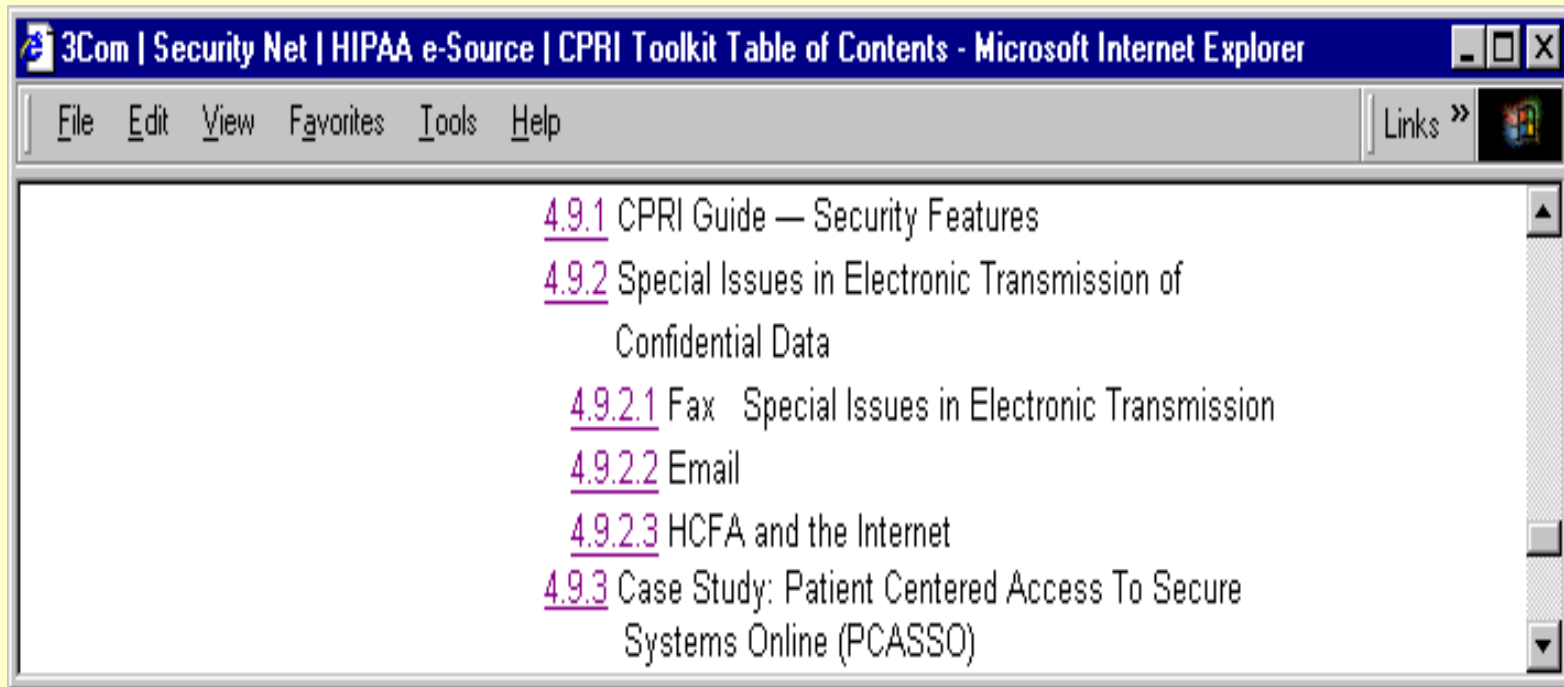 3Com | Security Net | HIPAA e-Source | CPRI Toolkit Table of Contents - Microsoft Internet Explorer
File Edit View Favorites Tools Help Links »
4.9.1 CPRI Guide — Security Features
4.9.2 Special Issues in Electronic Transmission of
Confidential Data
4.9.2.1 Fax Special Issues in Electronic Transmission
4.9.2.2 Email
4.9.2.3 HCFA and the Internet
4.9.3 Case Study: Patient Centered Access To Secure
Systems Online (PCASSO)